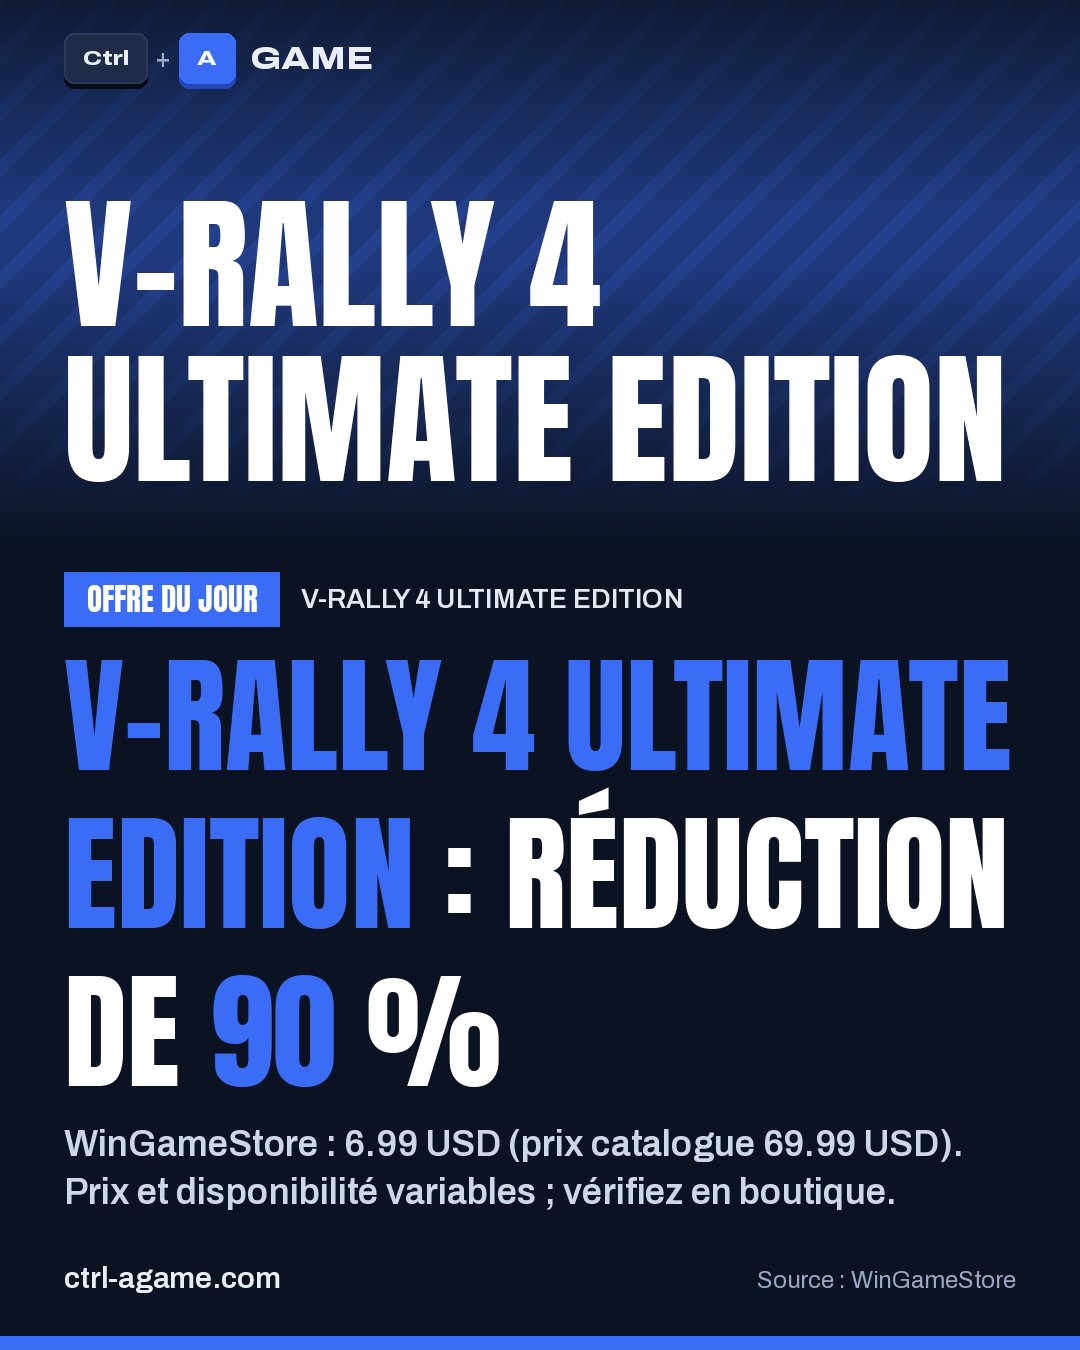 Ctrl + A GAME
V-RALLY 4
ULTIMATE EDITION
OFFRE DU JOUR V-RALLY 4 ULTIMATE EDITION
V-RALLY 4 ULTIMATE
EDITION : RÉDUCTION
DE 90 %
WinGameStore : 6.99 USD (prix catalogue 69.99 USD).
Prix et disponibilité variables ; vérifiez en boutique.
ctrl-agame.com Source : WinGameStore